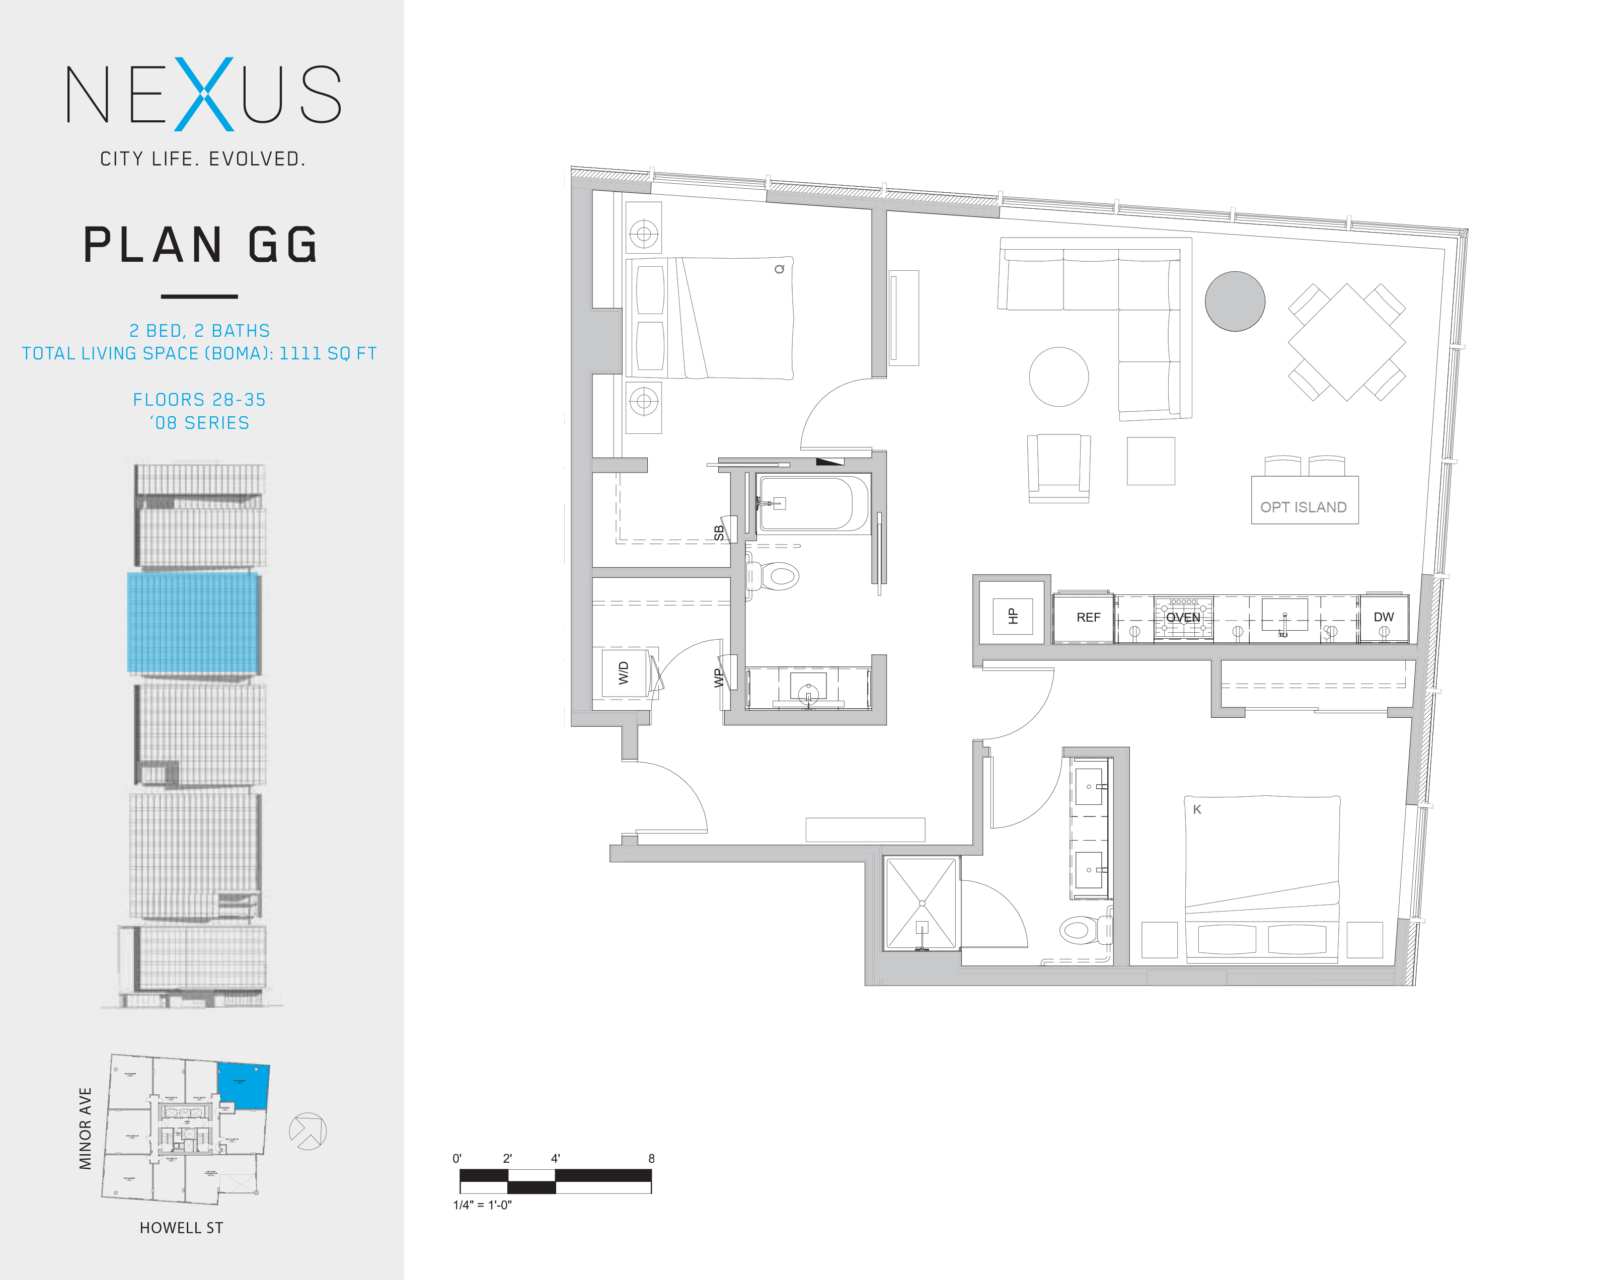 NEXUS
CITY LIFE. EVOLVED.
PLAN GG
2 BED, 2 BATHS
TOTAL LIVING SPACE (BOMA): 1111 SQ FT
FLOORS 28-35
‘08 SERIES
MINOR AVE
HOWELL ST
Q
OPT ISLAND
SB
HP
REF
OVEN
DW
W/D
WP
K
0'
2'
4'
8
1/4" = 1'-0"